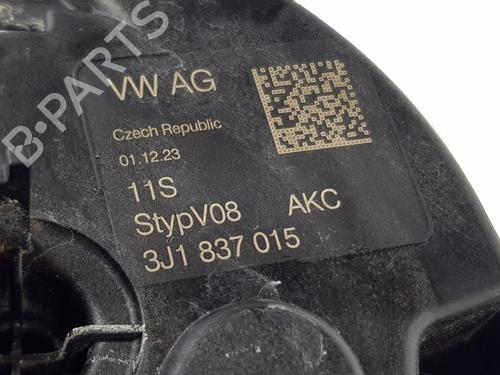 B-PARTS
VW AG
Czech Republic
01.12.23
11S
StypV08 AKC
3J1 837 015